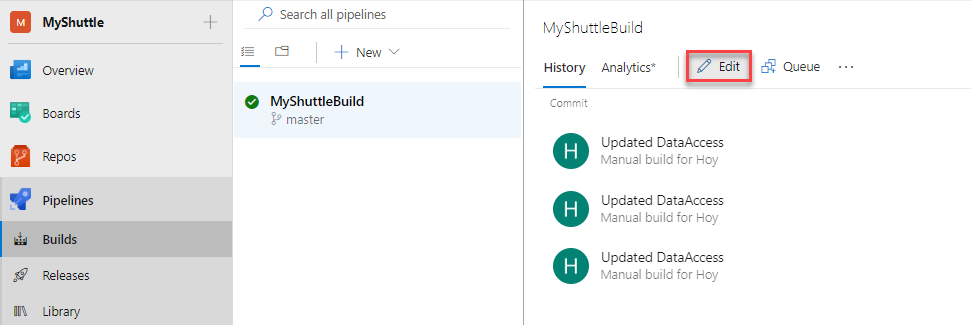 M MyShuttle
Overview
Boards
Repos
Pipelines
Builds
Releases
Library
Search all pipelines
New
MyShuttleBuild
master
MyShuttleBuild
History Analytics* Edit Queue ...
Commit
H Updated DataAccess
Manual build for Hoy
H Updated DataAccess
Manual build for Hoy
H Updated DataAccess
Manual build for Hoy